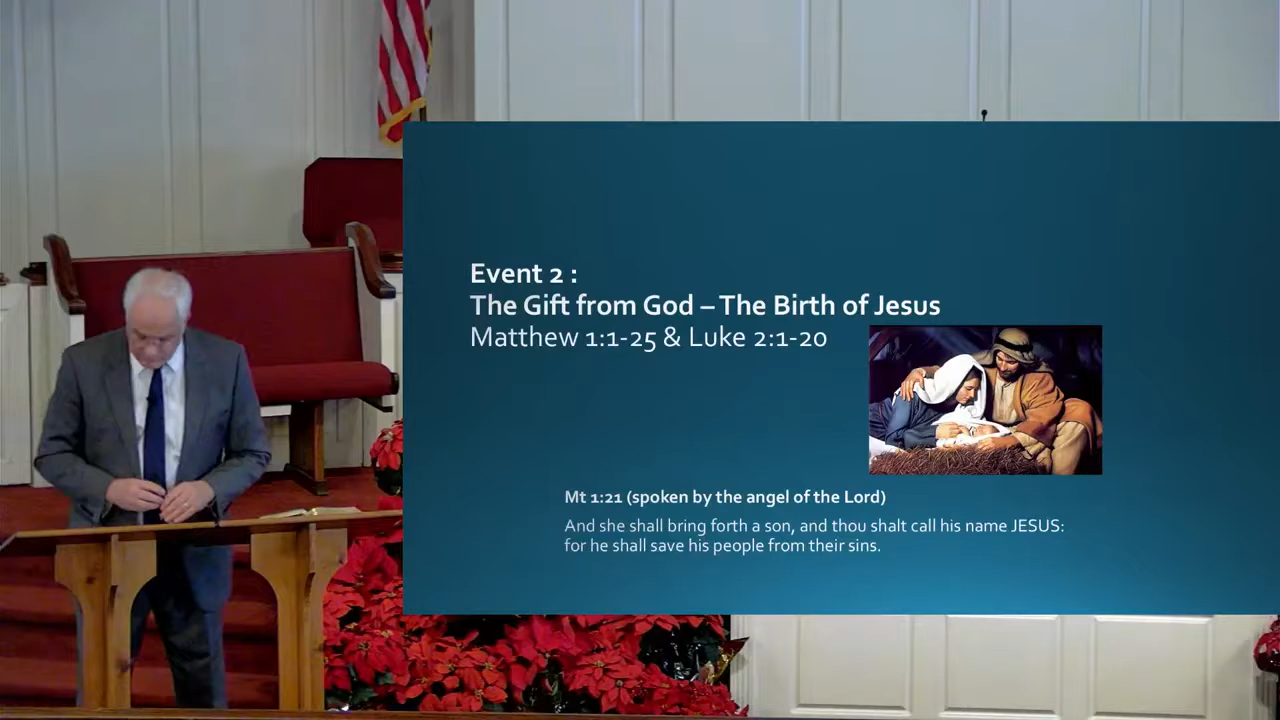 Event 2 :
The Gift from God – The Birth of Jesus
Matthew 1:1-25 & Luke 2:1-20
Mt 1:21 (spoken by the angel of the Lord)
And she shall bring forth a son, and thou shalt call his name JESUS:
for he shall save his people from their sins.